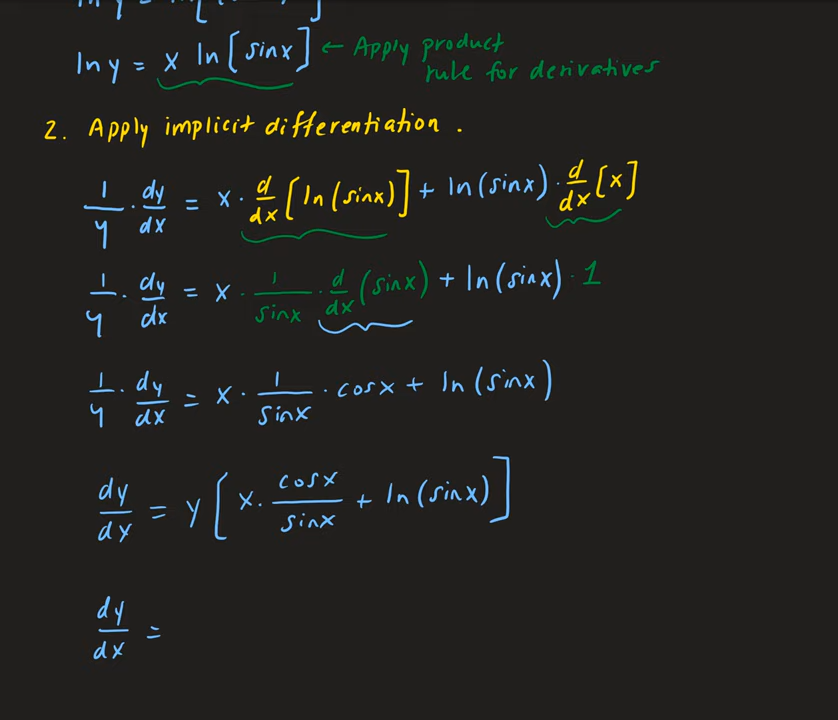 ln y = x ln[sinx] ← Apply product
rule for derivatives
2. Apply implicit differentiation.
1/y · dy/dx = x · d/dx [ln(sinx)] + ln(sinx) · d/dx [x]
1/y · dy/dx = x · 1/sinx · d/dx (sinx) + ln(sinx) · 1
1/y · dy/dx = x · 1/sinx · cosx + ln(sinx)
dy/dx = y[x · cosx/sinx + ln(sinx)]
dy/dx =